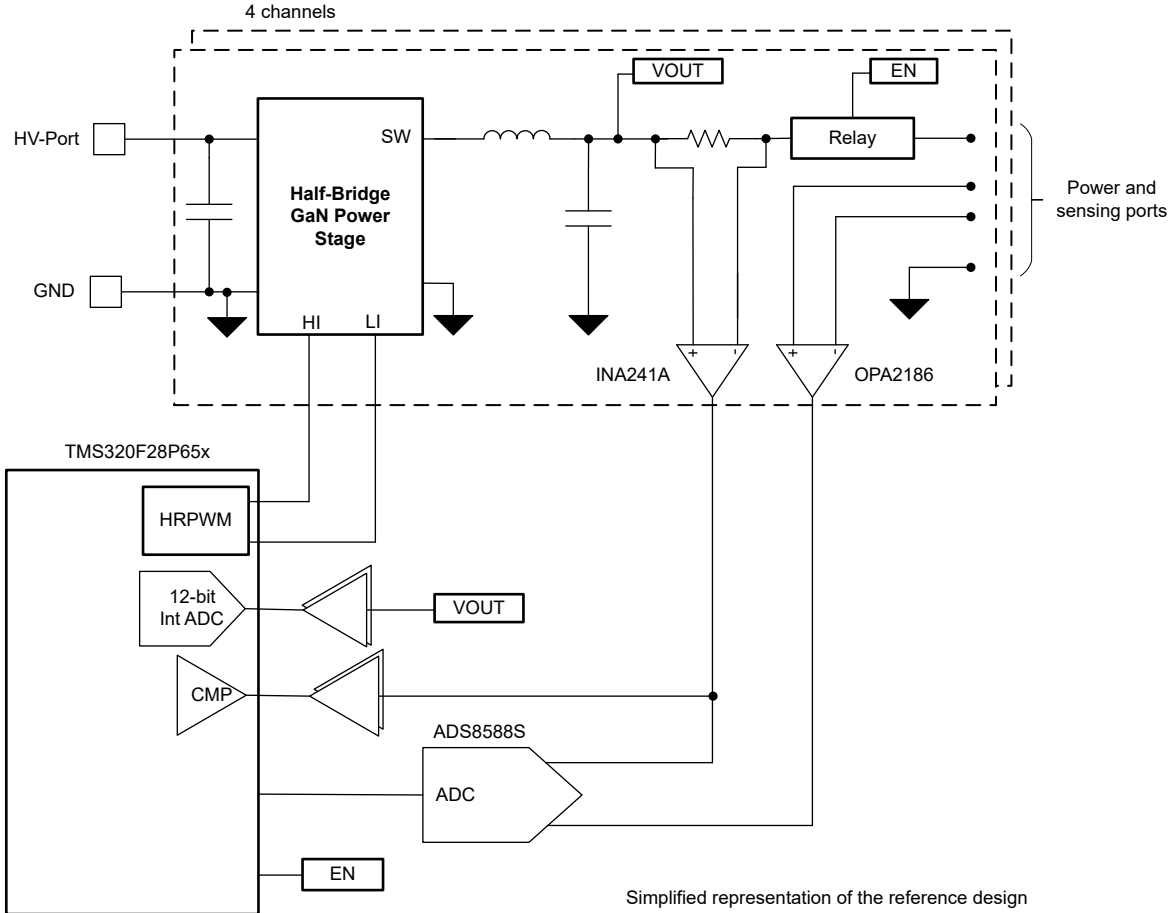 4 channels
VOUT
EN
HV-Port
SW
Relay
Half-Bridge
GaN Power
Stage
Power and
sensing ports
GND
HI
LI
+
-
+
-
INA241A
OPA2186
TMS320F28P65x
HRPWM
12-bit
Int ADC
VOUT
CMP
ADS8588S
ADC
EN
Simplified representation of the reference design